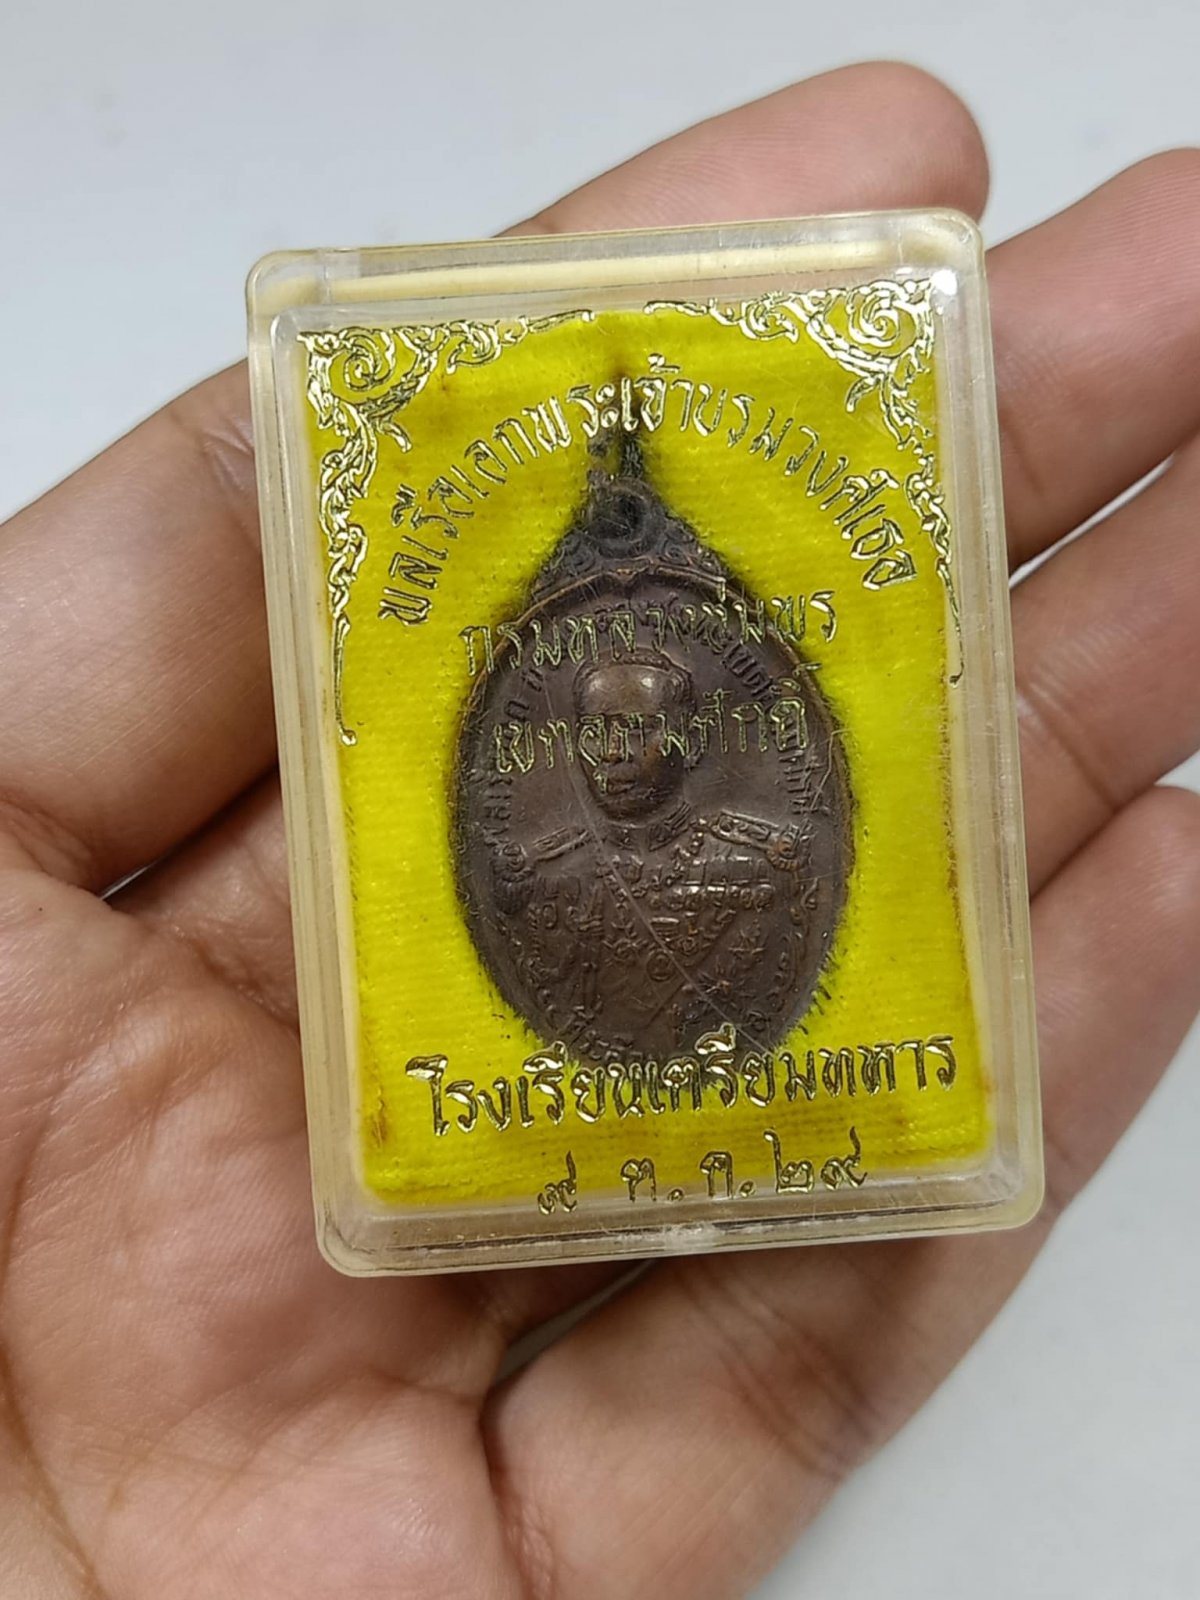 พลเรือเอกพระเจ้าบรมวงศ์เธอ
กรมหลวงชุมพร
เขตอุดมศักดิ์
โรงเรียนเตรียมทหาร
๙ ต.ค. ๒๙